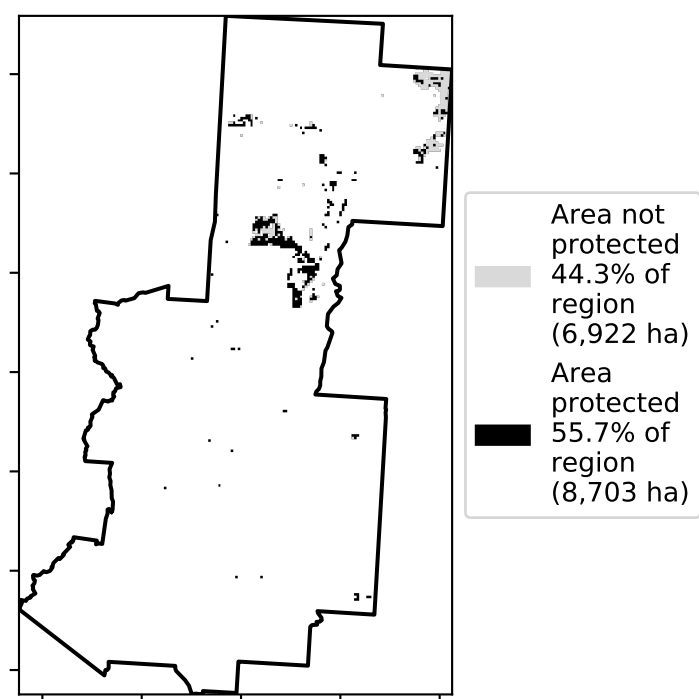 Area not
protected
44.3% of
region
(6,922 ha)
Area
protected
55.7% of
region
(8,703 ha)